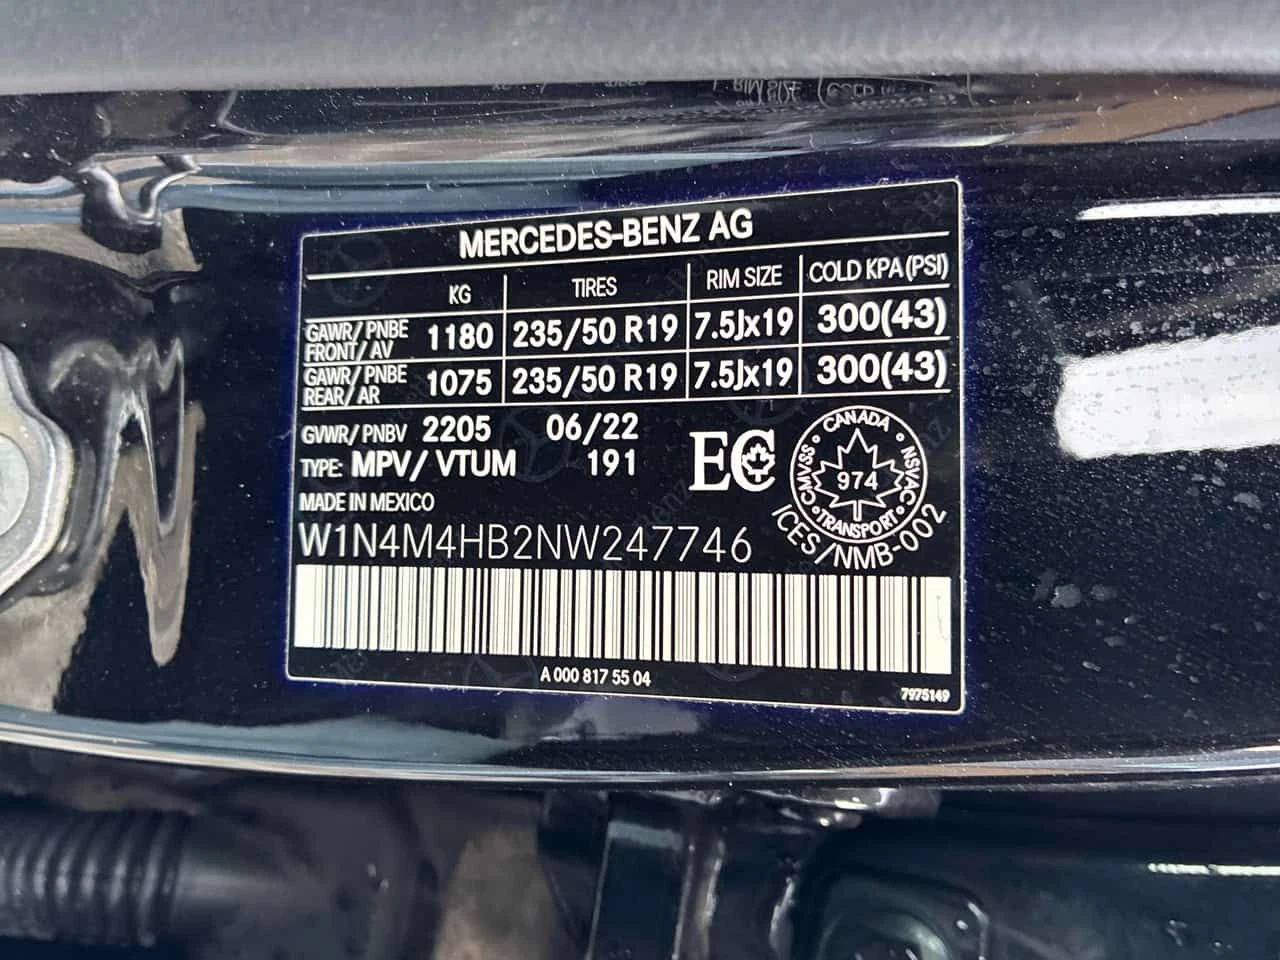 MERCEDES-BENZ AG
KG TIRES RIM SIZE COLD KPA (PSI)
GAWR/PNBE FRONT/AV 1180 235/50 R19 7.5Jx19 300(43)
GAWR/PNBE REAR/AR 1075 235/50 R19 7.5Jx19 300(43)
GVWR/PNBV 2205 06/22
TYPE: MPV/VTUM 191
EC
CANADA
CMVSS 974 NSVAC
TRANSPORT
ICES/NMB-002
MADE IN MEXICO
W1N4M4HB2NW247746
A 000 817 55 04
7975149